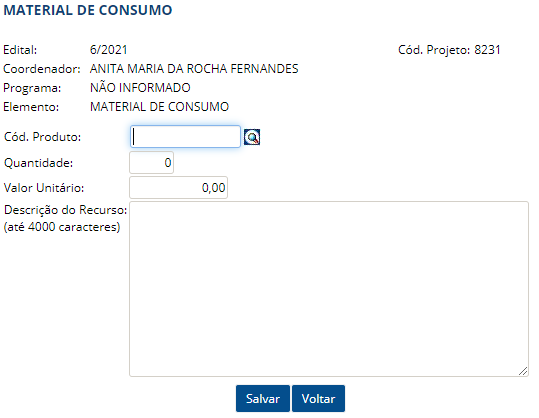 MATERIAL DE CONSUMO
Edital: 6/2021 Cód. Projeto: 8231
Coordenador: ANITA MARIA DA ROCHA FERNANDES
Programa: NÃO INFORMADO
Elemento: MATERIAL DE CONSUMO
Cód. Produto:
Quantidade: 0
Valor Unitário: 0,00
Descrição do Recurso:
(até 4000 caracteres)
Salvar Voltar